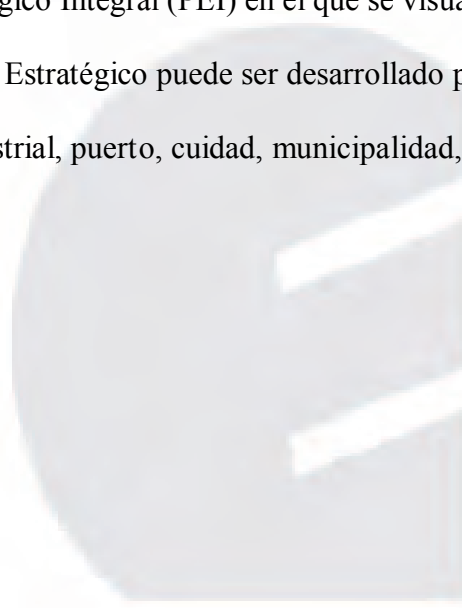 gico Integral (PEI) en el que se visua
Estratégico puede ser desarrollado p
strial, puerto, cuidad, municipalidad,